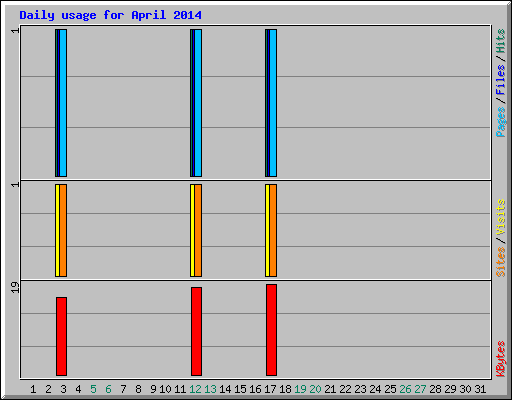 Daily usage for April 2014
1
Pages/Files/Hits
1
Sites/Visits
19
KBytes
1 2 3 4 5 6 7 8 9 10 11 12 13 14 15 16 17 18 19 20 21 22 23 24 25 26 27 28 29 30 31